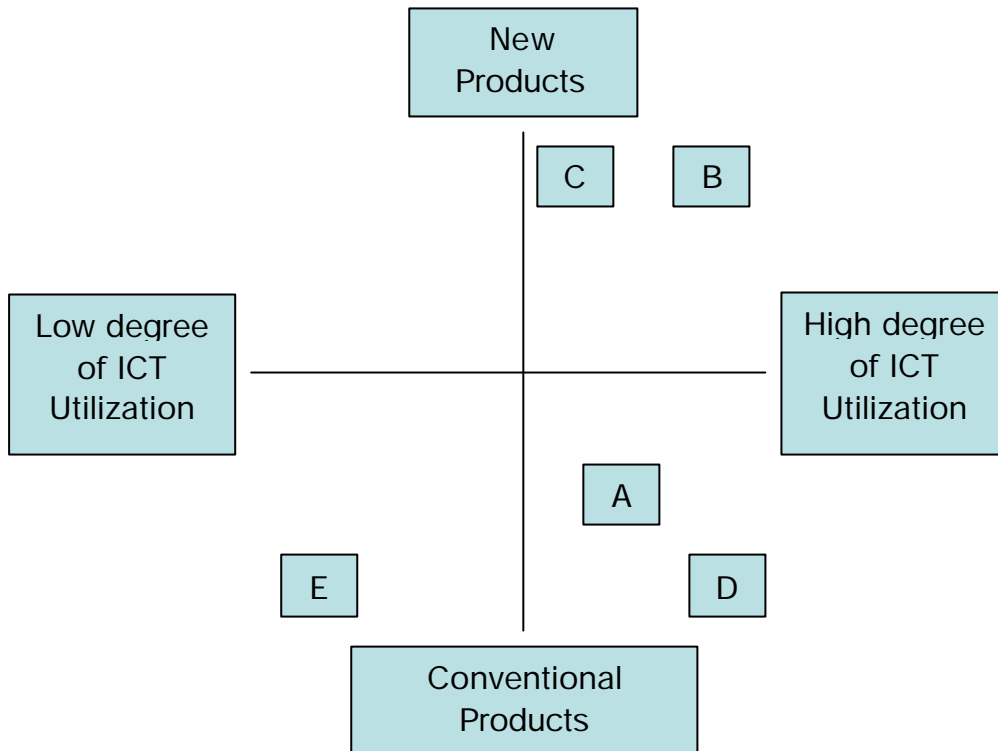 New
Products
C
B
Low degree
of ICT
Utilization
High degree
of ICT
Utilization
A
E
D
Conventional
Products